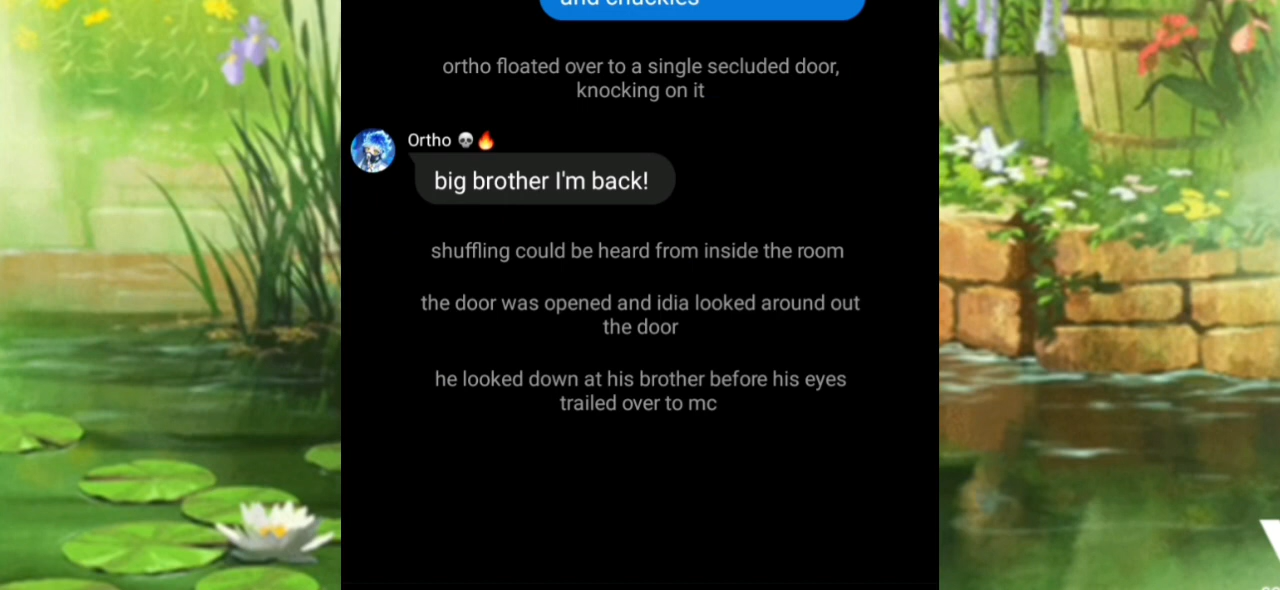 and chuckles
ortho floated over to a single secluded door,
knocking on it
Ortho 💀🔥
big brother I'm back!
shuffling could be heard from inside the room
the door was opened and idia looked around out
the door
he looked down at his brother before his eyes
trailed over to mc